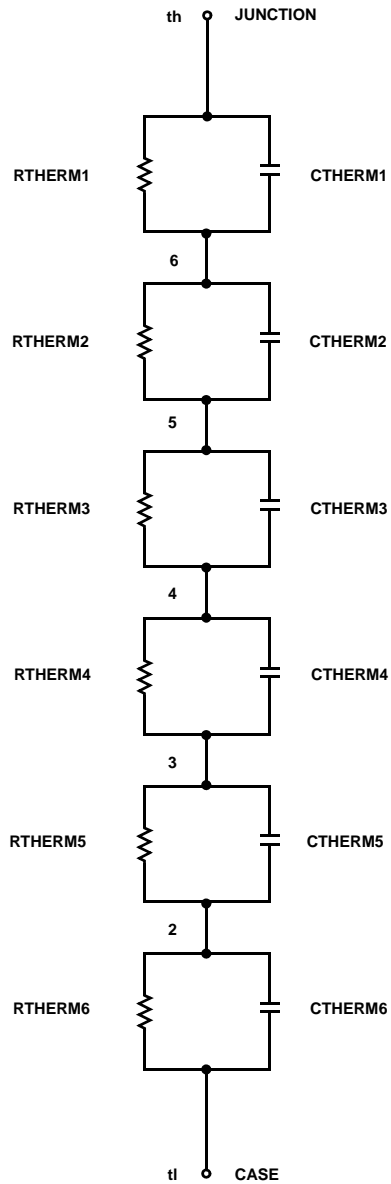 th JUNCTION
RTHERM1 CTHERM1
6
RTHERM2 CTHERM2
5
RTHERM3 CTHERM3
4
RTHERM4 CTHERM4
3
RTHERM5 CTHERM5
2
RTHERM6 CTHERM6
tl CASE